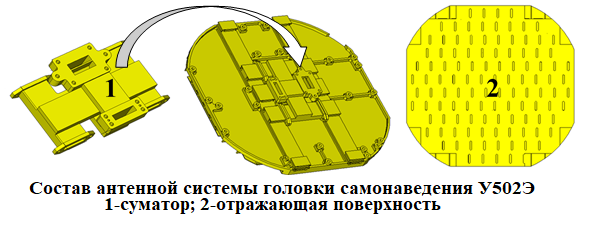 1
2
Состав антенной системы головки самонаведения У502Э
1-суматор; 2-отражающая поверхность